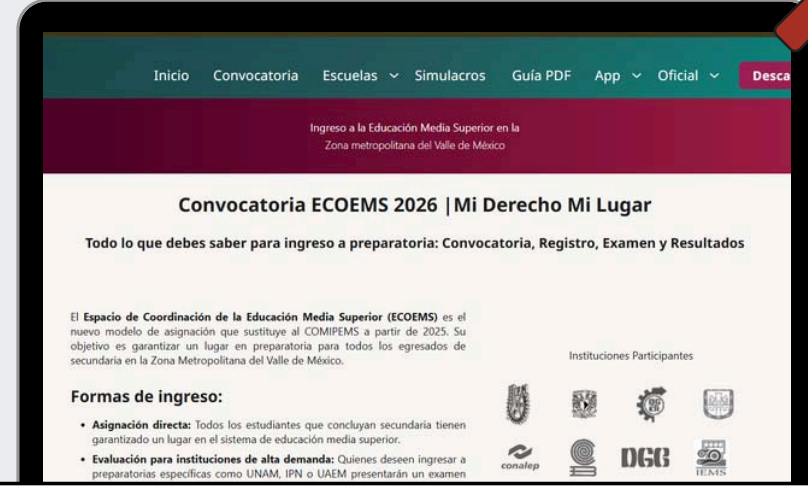 Inicio Convocatoria Escuelas Simulacros Guía PDF App Oficial Desca
Ingreso a la Educación Media Superior en la
Zona metropolitana del Valle de México
Convocatoria ECOEMS 2026 |Mi Derecho Mi Lugar
Todo lo que debes saber para ingreso a preparatoria: Convocatoria, Registro, Examen y Resultados
El Espacio de Coordinación de la Educación Media Superior (ECOEMS) es el
nuevo modelo de asignación que sustituye al COMIPEMS a partir de 2025. Su
objetivo es garantizar un lugar en preparatoria para todos los egresados de
secundaria en la Zona Metropolitana del Valle de México.
Formas de ingreso:
• Asignación directa: Todos los estudiantes que concluyan secundaria tienen
garantizado un lugar en el sistema de educación media superior.
• Evaluación para instituciones de alta demanda: Quienes deseen ingresar a
preparatorias específicas como UNAM, IPN o UAEM presentarán un examen
Instituciones Participantes
conalep
DGB
IEMS